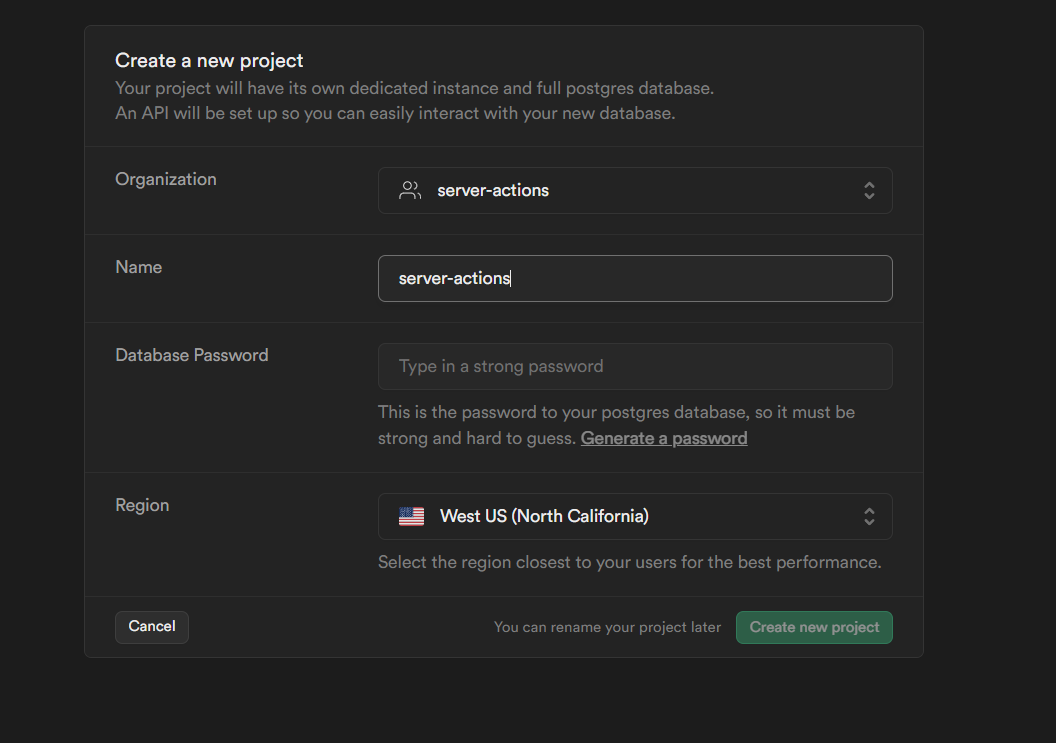 Create a new project
Your project will have its own dedicated instance and full postgres database.
An API will be set up so you can easily interact with your new database.
Organization
server-actions
Name
server-actions
Database Password
Type in a strong password
This is the password to your postgres database, so it must be
strong and hard to guess. Generate a password
Region
West US (North California)
Select the region closest to your users for the best performance.
Cancel
You can rename your project later
Create new project